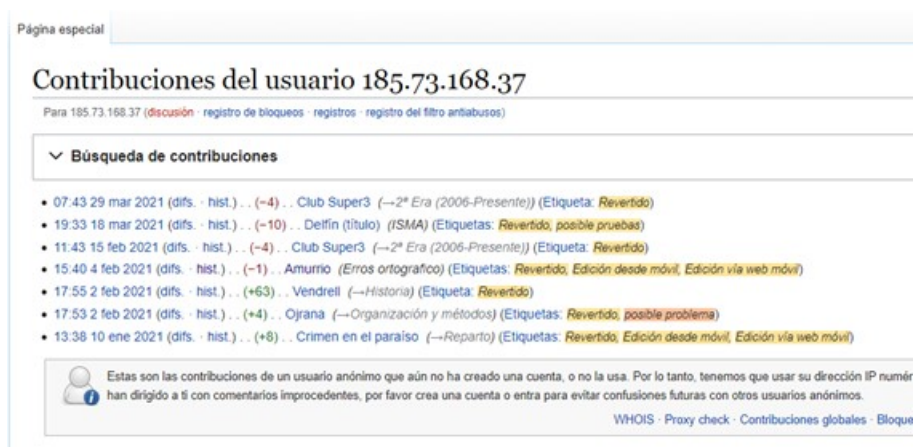 Página especial
Contribuciones del usuario 185.73.168.37
Para 185.73.168.37 (discusión · registro de bloqueos · registros · registro del filtro antiabusos)
Búsqueda de contribuciones
• 07:43 29 mar 2021 (difs. · hist.) . . (−4) . . Club Super3 (→2ª Era (2006-Presente)) (Etiqueta: Revertido)
• 19:33 18 mar 2021 (difs. · hist.) . . (−10) . . Delfín (título) (ISMA) (Etiquetas: Revertido, posible pruebas)
• 11:43 15 feb 2021 (difs. · hist.) . . (−4) . . Club Super3 (→2ª Era (2006-Presente)) (Etiqueta: Revertido)
• 15:40 4 feb 2021 (difs. · hist.) . . (−1) . . Amurrio (Erros ortografico) (Etiquetas: Revertido, Edición desde móvil, Edición vía web móvil)
• 17:55 2 feb 2021 (difs. · hist.) . . (+63) . . Vendrell (→Historia) (Etiqueta: Revertido)
• 17:53 2 feb 2021 (difs. · hist.) . . (+4) . . Ojrana (→Organización y métodos) (Etiquetas: Revertido, posible problema)
• 13:38 10 ene 2021 (difs. · hist.) . . (+8) . . Crimen en el paraíso (→Reparto) (Etiquetas: Revertido, Edición desde móvil, Edición vía web móvil)
Estas son las contribuciones de un usuario anónimo que aún no ha creado una cuenta, o no la usa. Por lo tanto, tenemos que usar su dirección IP numér
han dirigido a ti con comentarios improcedentes, por favor crea una cuenta o entra para evitar confusiones futuras con otros usuarios anónimos.
WHOIS · Proxy check · Contribuciones globales · Bloque